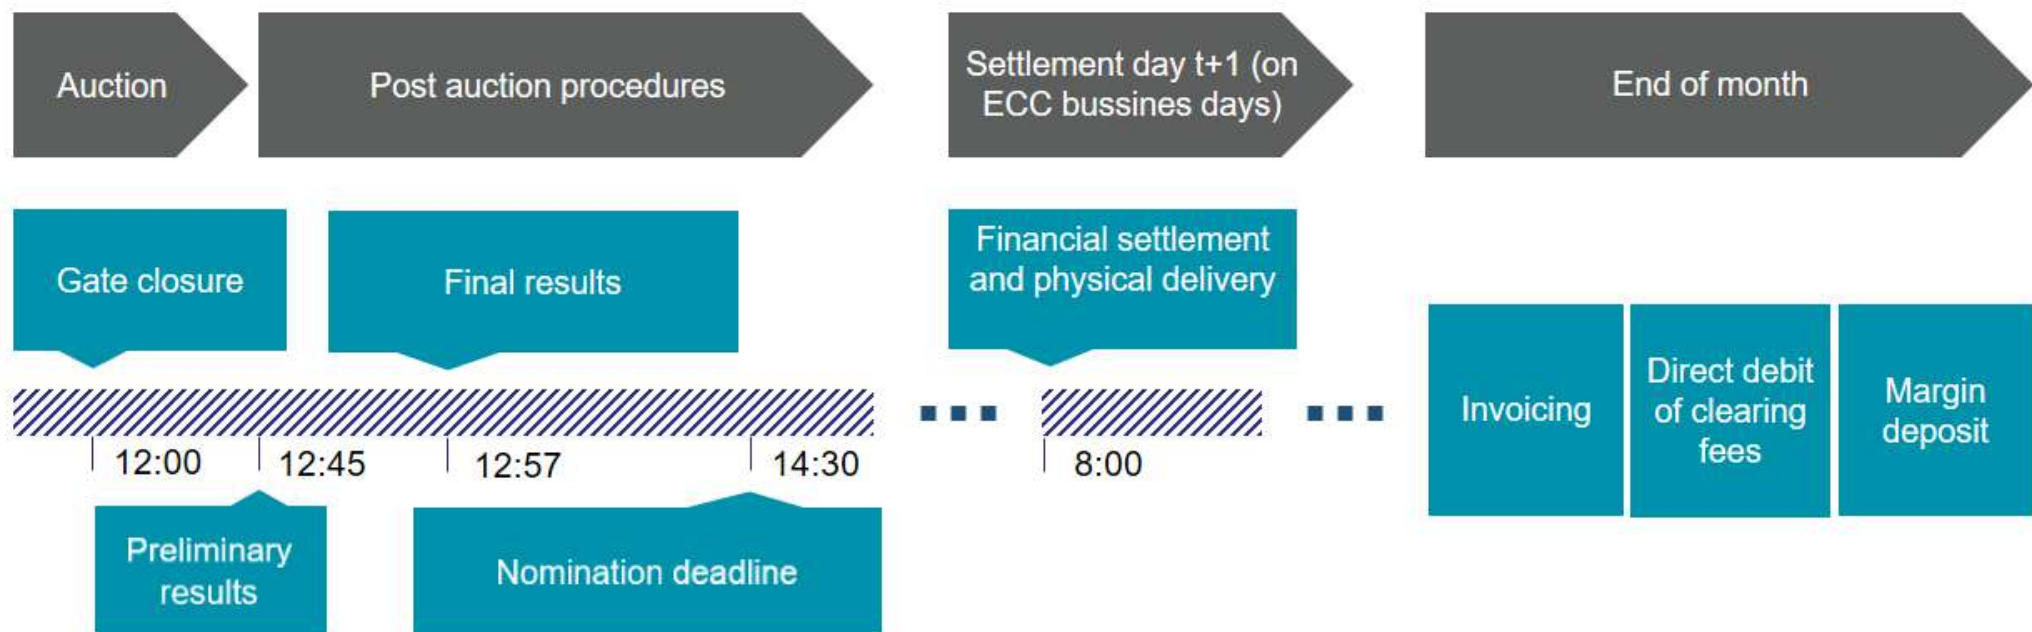 Auction
Post auction procedures
Settlement day t+1 (on
ECC bussines days)
End of month
Gate closure
Final results
Financial settlement
and physical delivery
Invoicing
Direct debit
of clearing
fees
Margin
deposit
12:00
12:45
12:57
14:30
8:00
Preliminary
results
Nomination deadline